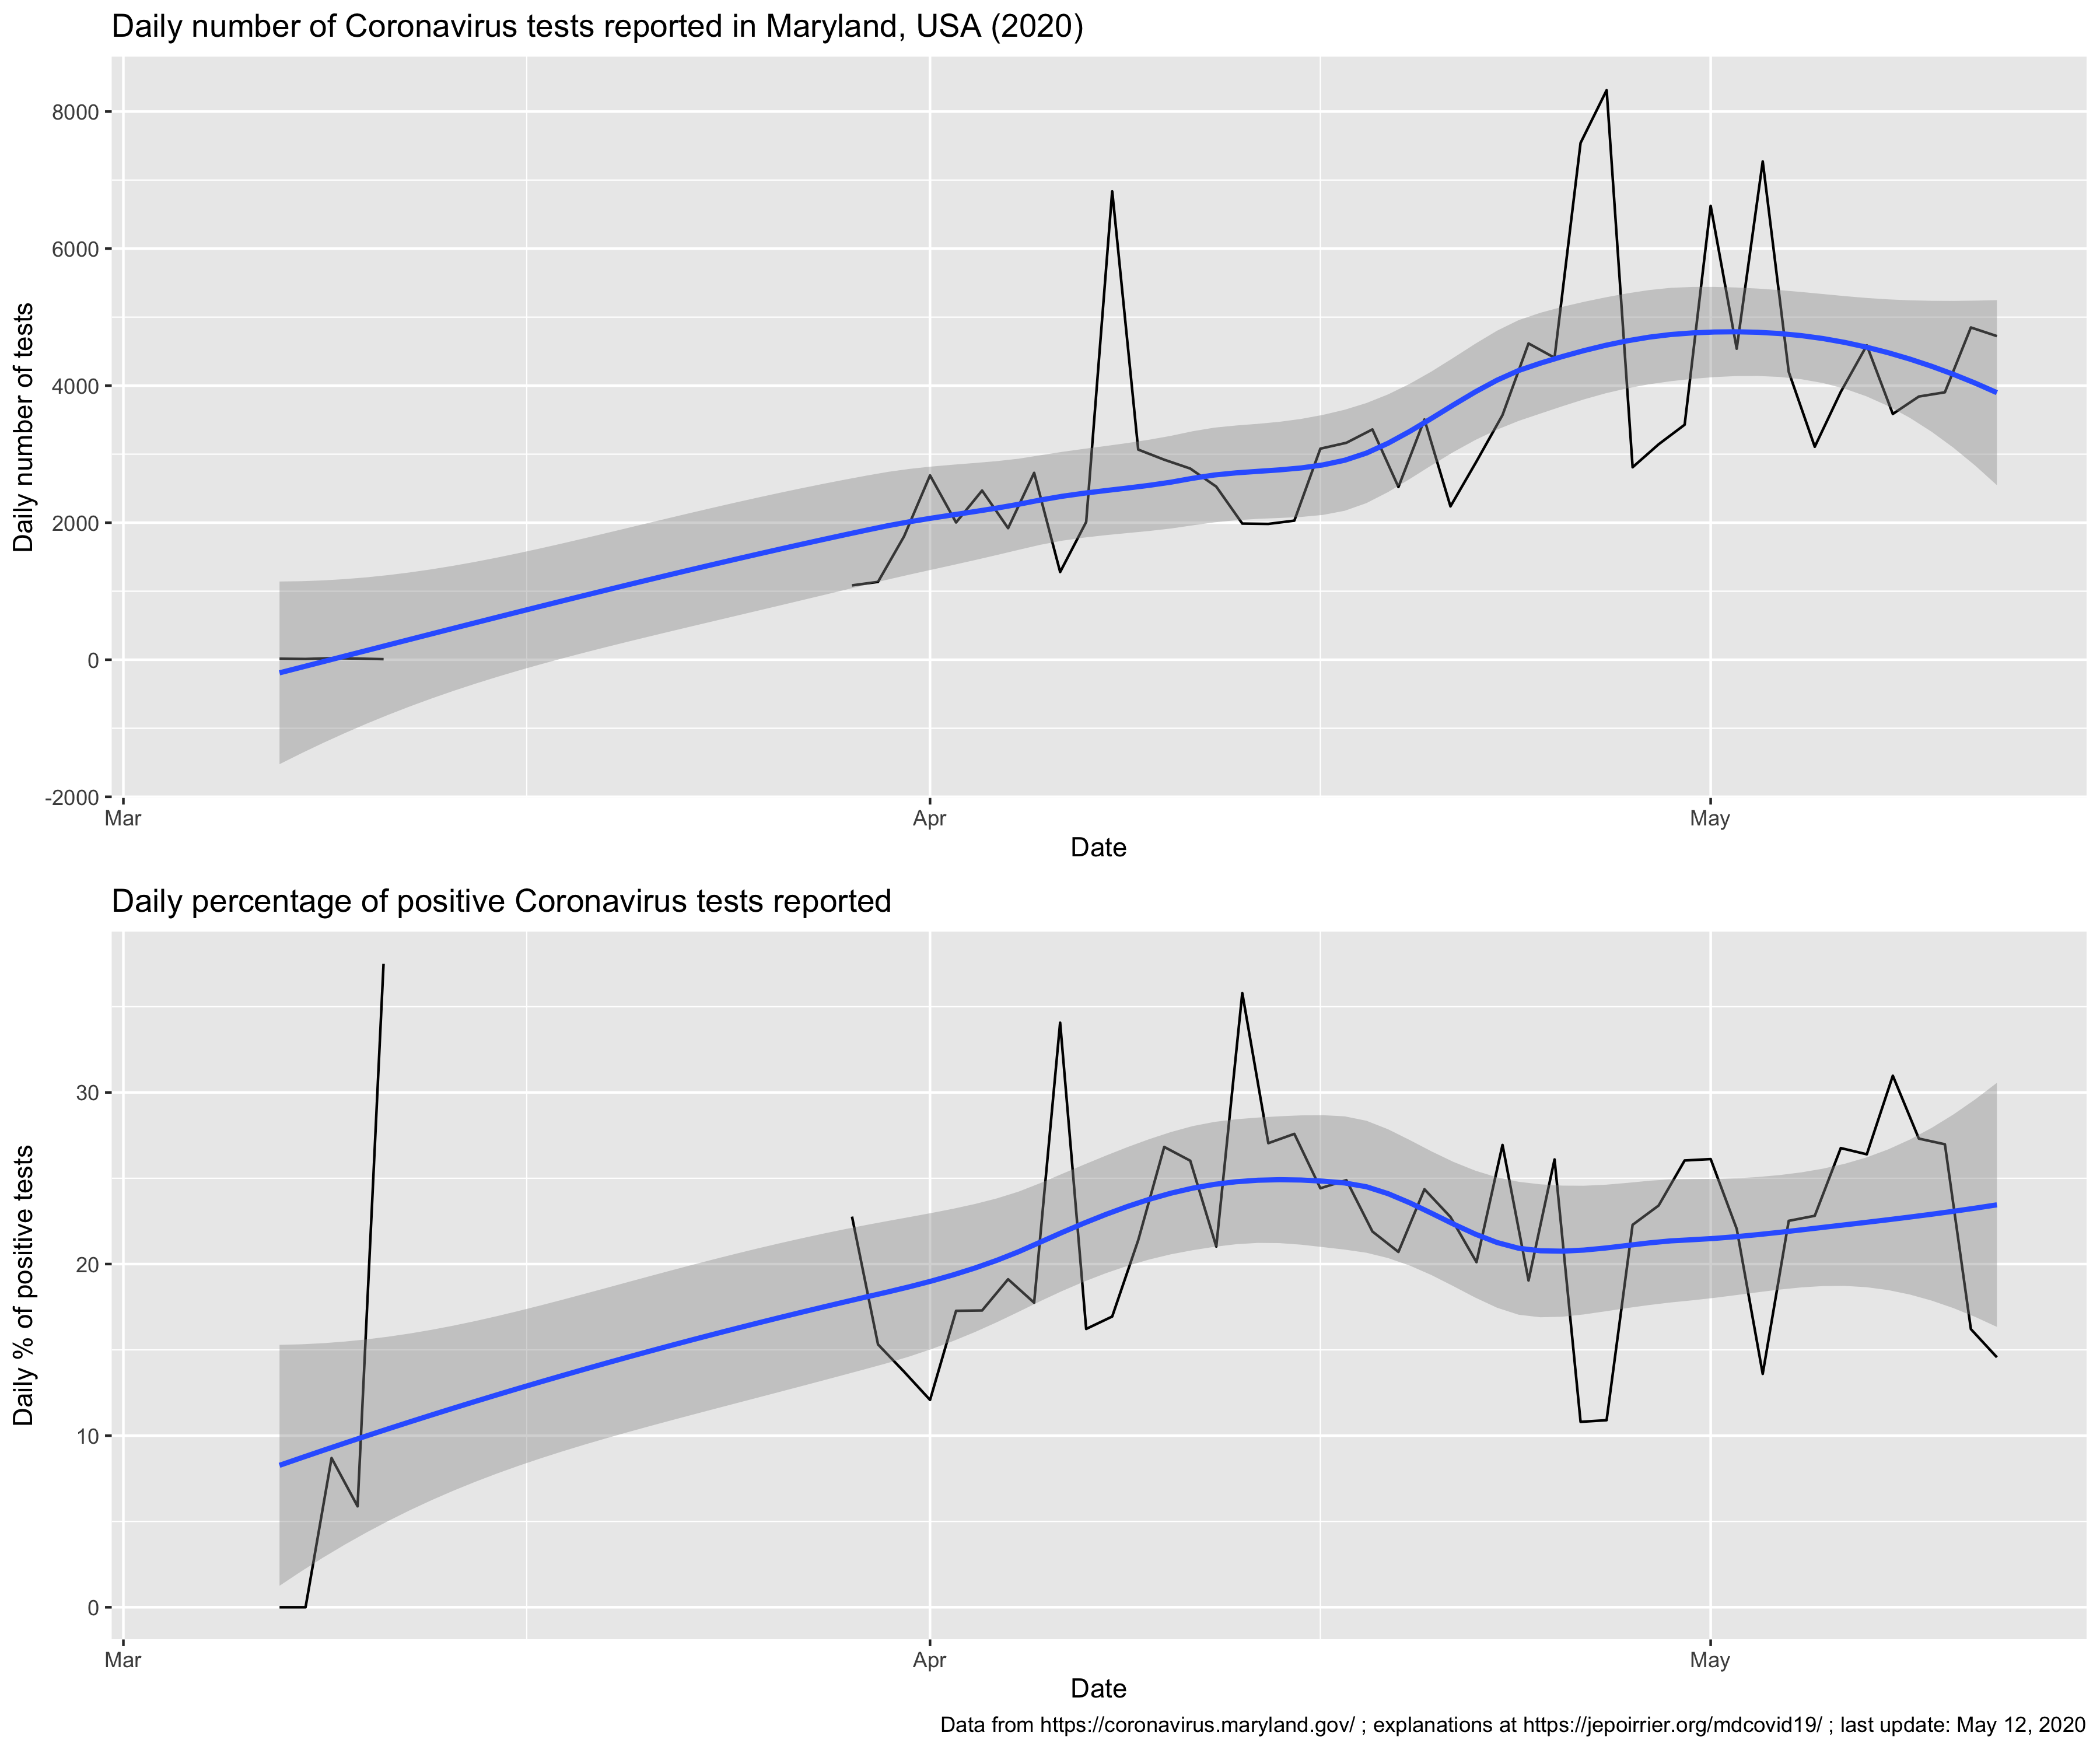 Daily number of Coronavirus tests reported in Maryland, USA (2020)
Daily number of tests
8000
6000
4000
2000
0
-2000
Mar
Apr
May
Date
Daily percentage of positive Coronavirus tests reported
Daily % of positive tests
30
20
10
0
Mar
Apr
May
Date
Data from https://coronavirus.maryland.gov/ ; explanations at https://jepoirrier.org/mdcovid19/ ; last update: May 12, 2020